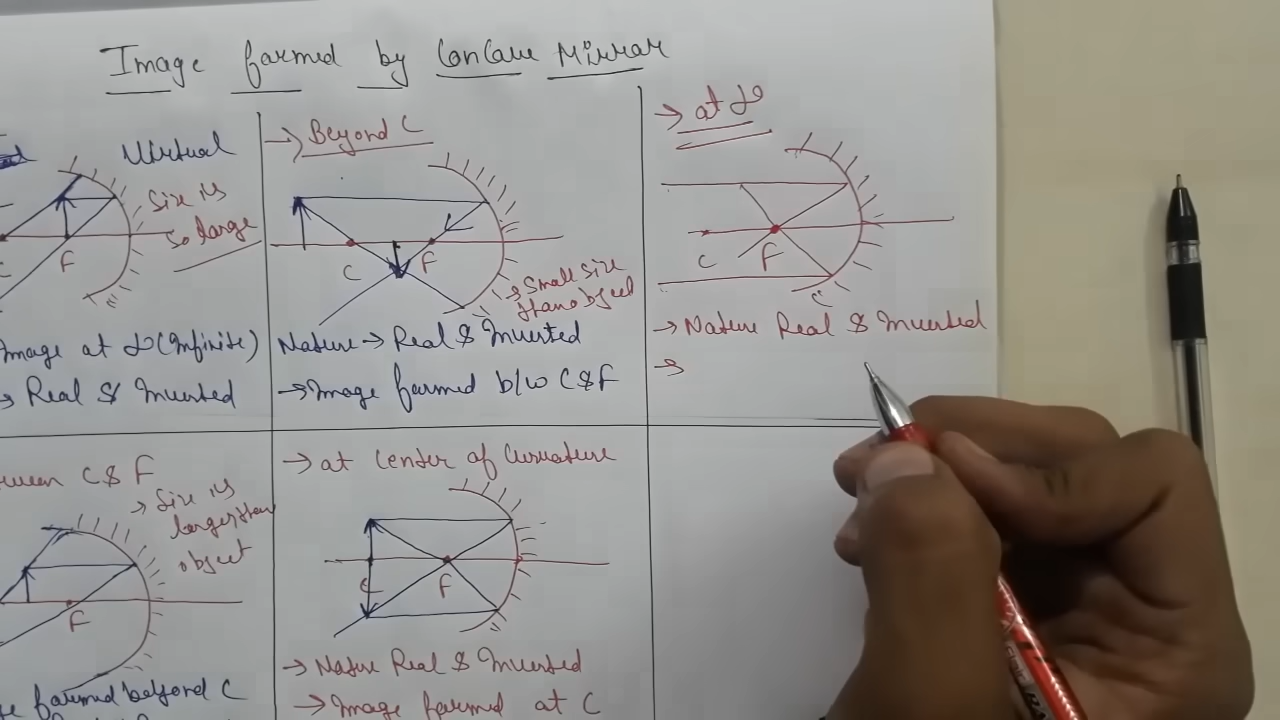 Image formed by Concave Mirror
Virtual
Size is
so large
F
Image at ∞ (Infinite)
→ Real & Inverted
→ Beyond C
C
F
→ Small size
than object
Nature → Real & Inverted
→ Image formed b/w C & F
→ at ∞
C
F
→ Nature Real & Inverted
→
C & F
→ Size is
larger than
object
F
formed beyond C
→ at Center of Curvature
C
F
→ Nature Real & Inverted
→ Image formed at C